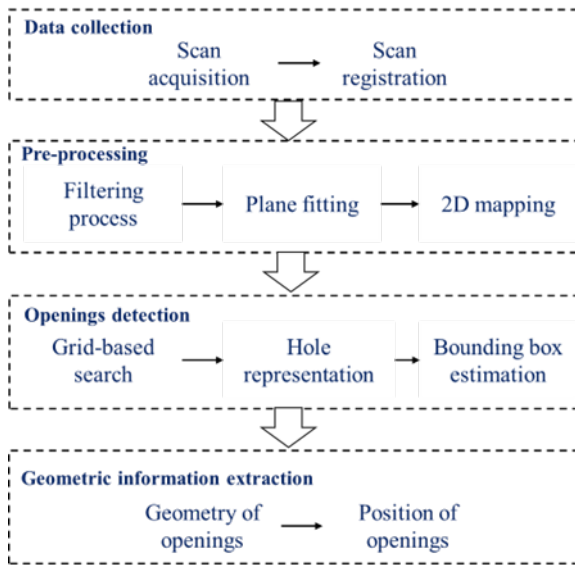 Data collection
Scan acquisition
Scan registration
Pre-processing
Filtering process
Plane fitting
2D mapping
Openings detection
Grid-based search
Hole representation
Bounding box estimation
Geometric information extraction
Geometry of openings
Position of openings